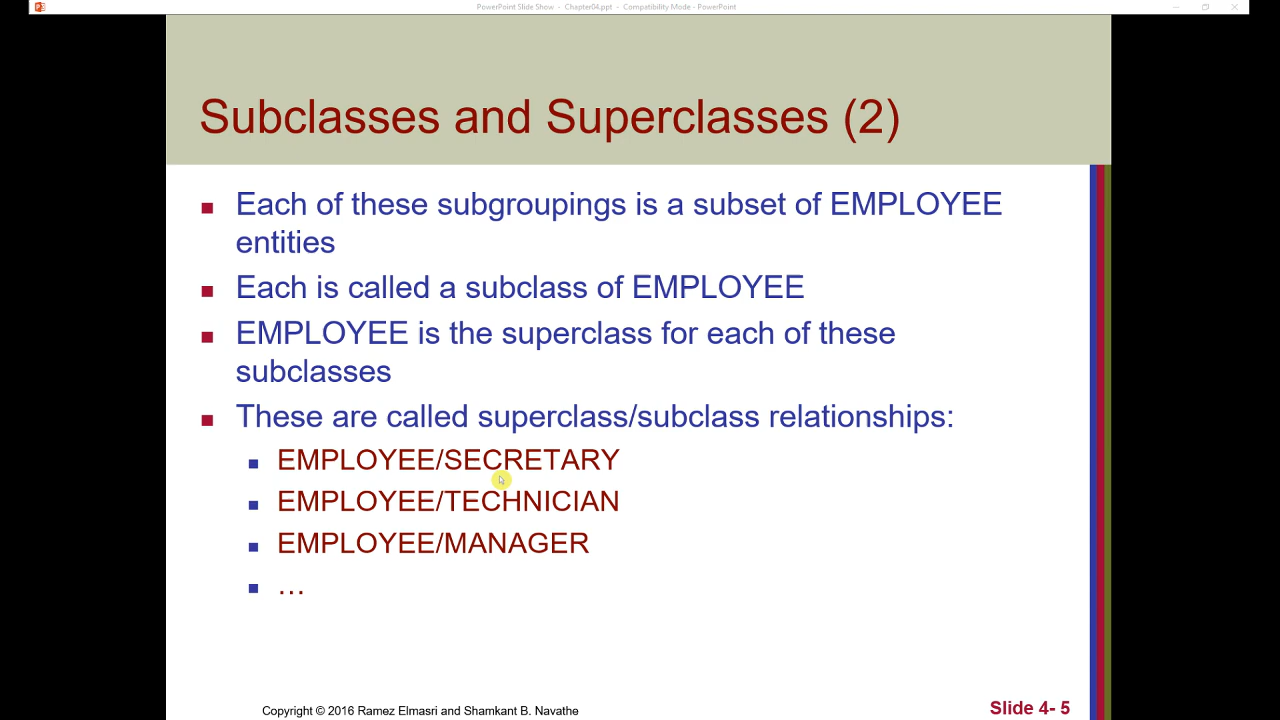 PowerPoint Slide Show - Chapter04.ppt - Compatibility Mode - PowerPoint
Subclasses and Superclasses (2)
Each of these subgroupings is a subset of EMPLOYEE
entities
Each is called a subclass of EMPLOYEE
EMPLOYEE is the superclass for each of these
subclasses
These are called superclass/subclass relationships:
EMPLOYEE/SECRETARY
EMPLOYEE/TECHNICIAN
EMPLOYEE/MANAGER
…
Copyright © 2016 Ramez Elmasri and Shamkant B. Navathe
Slide 4- 5